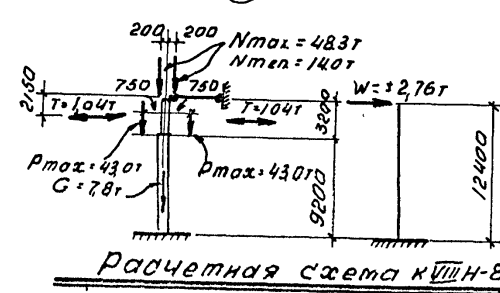 200 200
Nmax = 48.3т
Nmin = 14.0т
750 750
2150
T=1,04т
T=1.04т
W = ±2,76т
3200
Pmax = 43,0т
G = 7,8т
Pmax = 43,0т
9200
12400
Расчетная схема к VIII Н-8